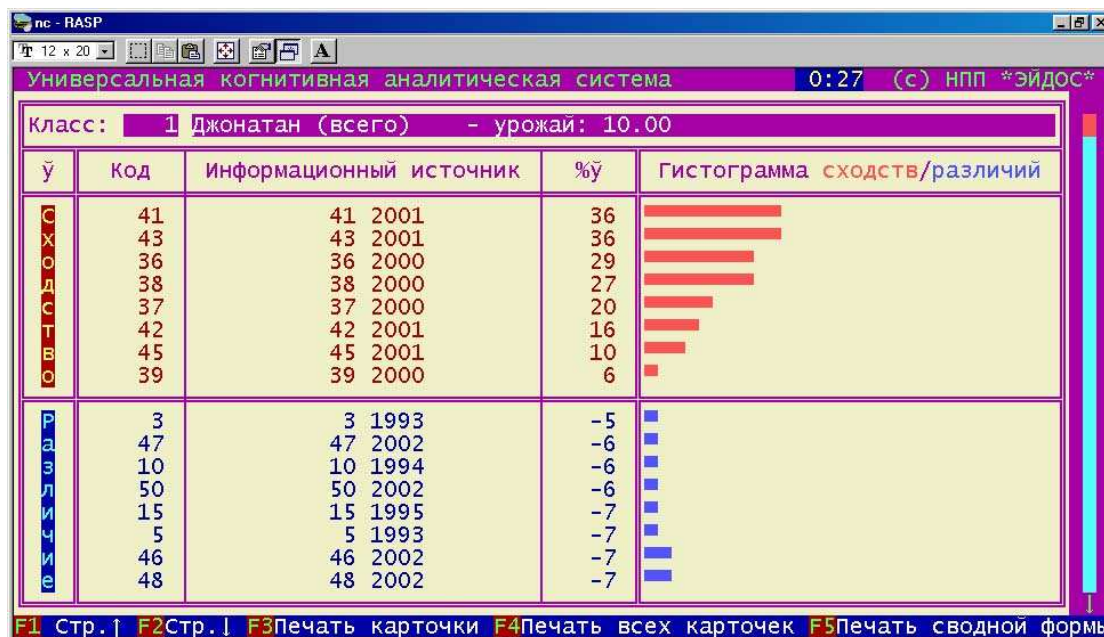 nc - RASP
12 x 20 A
Универсальная когнитивная аналитическая система 0:27 (c) НПП *ЭЙДОС*
Класс: 1 Джонатан (всего) - урожай: 10.00
ў Код Информационный источник %ў Гистограмма сходств/различий
Сходство
41 41 2001 36
43 43 2001 36
36 36 2000 29
38 38 2000 27
37 37 2000 20
42 42 2001 16
45 45 2001 10
39 39 2000 6
Различие
3 3 1993 -5
47 47 2002 -6
10 10 1994 -6
50 50 2002 -6
15 15 1995 -7
5 5 1993 -7
46 46 2002 -7
48 48 2002 -7
F1 Стр.↑ F2Стр.↓ F3Печать карточки F4Печать всех карточек F5Печать сводной формы